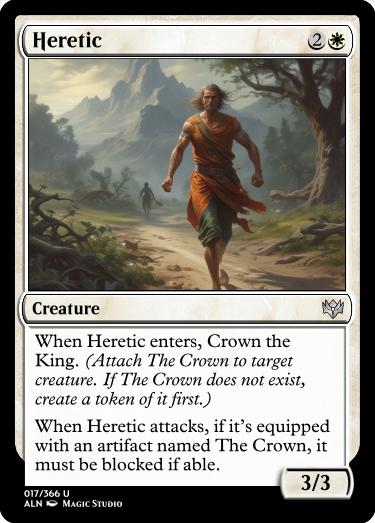 Heretic 2
Creature
When Heretic enters, Crown the
King. (Attach The Crown to target
creature. If The Crown does not exist,
create a token of it first.)
When Heretic attacks, if it's equipped
with an artifact named The Crown, it
must be blocked if able.
3/3
017/366 U
ALN Magic Studio